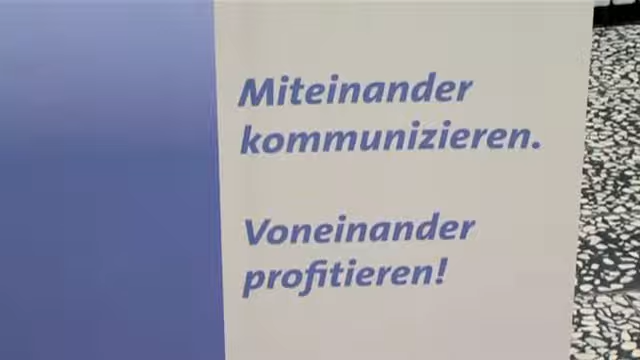 Miteinander
kommunizieren.
Voneinander
profitieren!